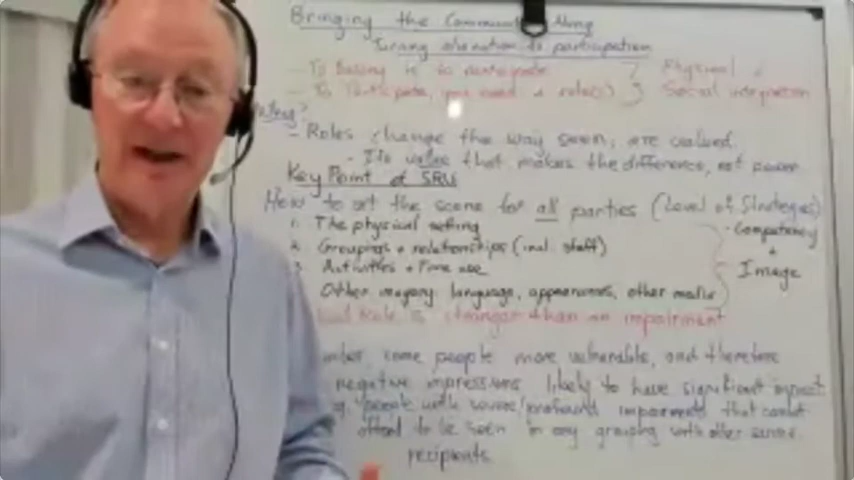 Bringing the Community Along
Turning alienation to participation
- To Belong is to participate } Physical +
- To Participate, you need a role(s) } Social integration
- Roles change the way seen, are valued.
- Its value that makes the difference, not power
Key Point of SRV
How to set the scene for all parties (Level of Strategies)
1. The physical setting
2. Groupings + relationships (incl. staff)
3. Activities + Time use
Other imagery: language, appearances, other media
- Competency
+
Image
Role is stronger than an impairment
some people more vulnerable, and therefore
negative impressions likely to have significant impact
people with severe/profound impairments that cannot
afford to be seen in any grouping with other service
recipients.